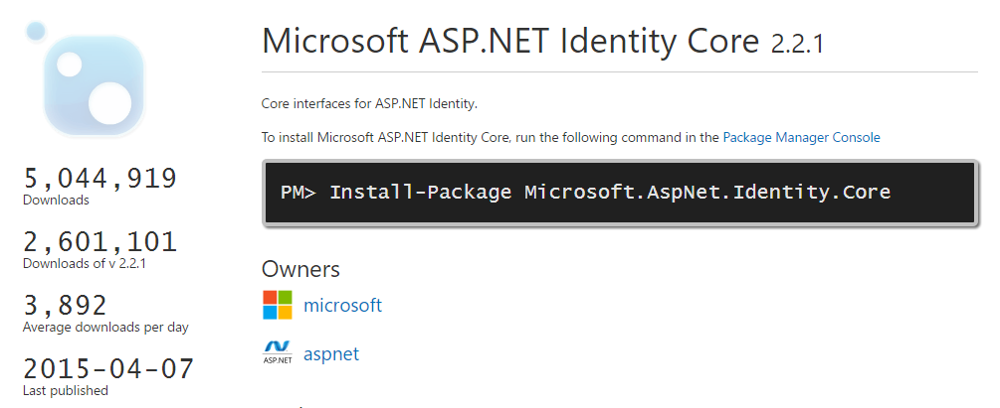 Microsoft ASP.NET Identity Core 2.2.1
Core interfaces for ASP.NET Identity.
To install Microsoft ASP.NET Identity Core, run the following command in the Package Manager Console
PM> Install-Package Microsoft.AspNet.Identity.Core
5,044,919
Downloads
2,601,101
Downloads of v 2.2.1
3,892
Average downloads per day
2015-04-07
Last published
Owners
microsoft
ASP.NET
aspnet